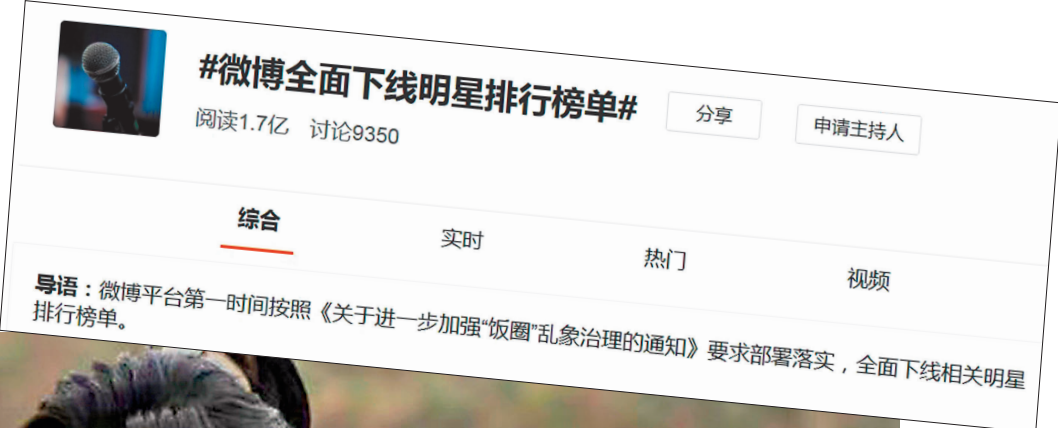 #微博全面下线明星排行榜单#
分享
申请主持人
阅读1.7亿 讨论9350
综合
实时
热门
视频
导语：微博平台第一时间按照《关于进一步加强“饭圈”乱象治理的通知》要求部署落实，全面下线相关明星
排行榜单。